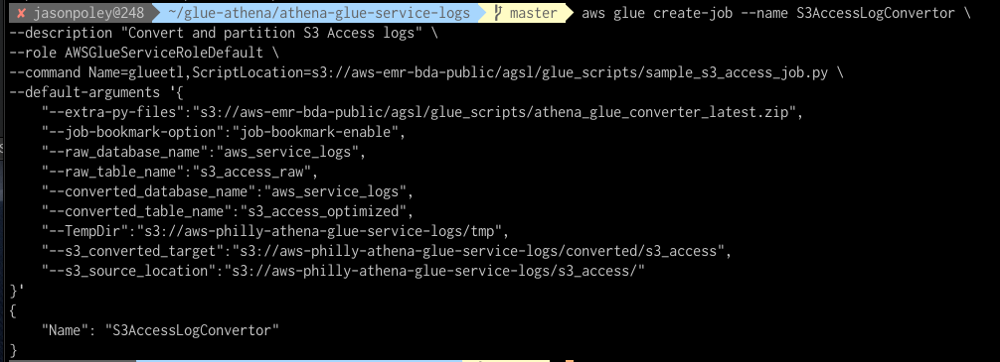 ✘ jasonpoley@248 ~/glue-athena/athena-glue-service-logs master aws glue create-job --name S3AccessLogConvertor \
--description "Convert and partition S3 Access logs" \
--role AWSGlueServiceRoleDefault \
--command Name=glueetl,ScriptLocation=s3://aws-emr-bda-public/agsl/glue_scripts/sample_s3_access_job.py \
--default-arguments '{
    "--extra-py-files":"s3://aws-emr-bda-public/agsl/glue_scripts/athena_glue_converter_latest.zip",
    "--job-bookmark-option":"job-bookmark-enable",
    "--raw_database_name":"aws_service_logs",
    "--raw_table_name":"s3_access_raw",
    "--converted_database_name":"aws_service_logs",
    "--converted_table_name":"s3_access_optimized",
    "--TempDir":"s3://aws-philly-athena-glue-service-logs/tmp",
    "--s3_converted_target":"s3://aws-philly-athena-glue-service-logs/converted/s3_access",
    "--s3_source_location":"s3://aws-philly-athena-glue-service-logs/s3_access/"
}'
{
    "Name": "S3AccessLogConvertor"
}